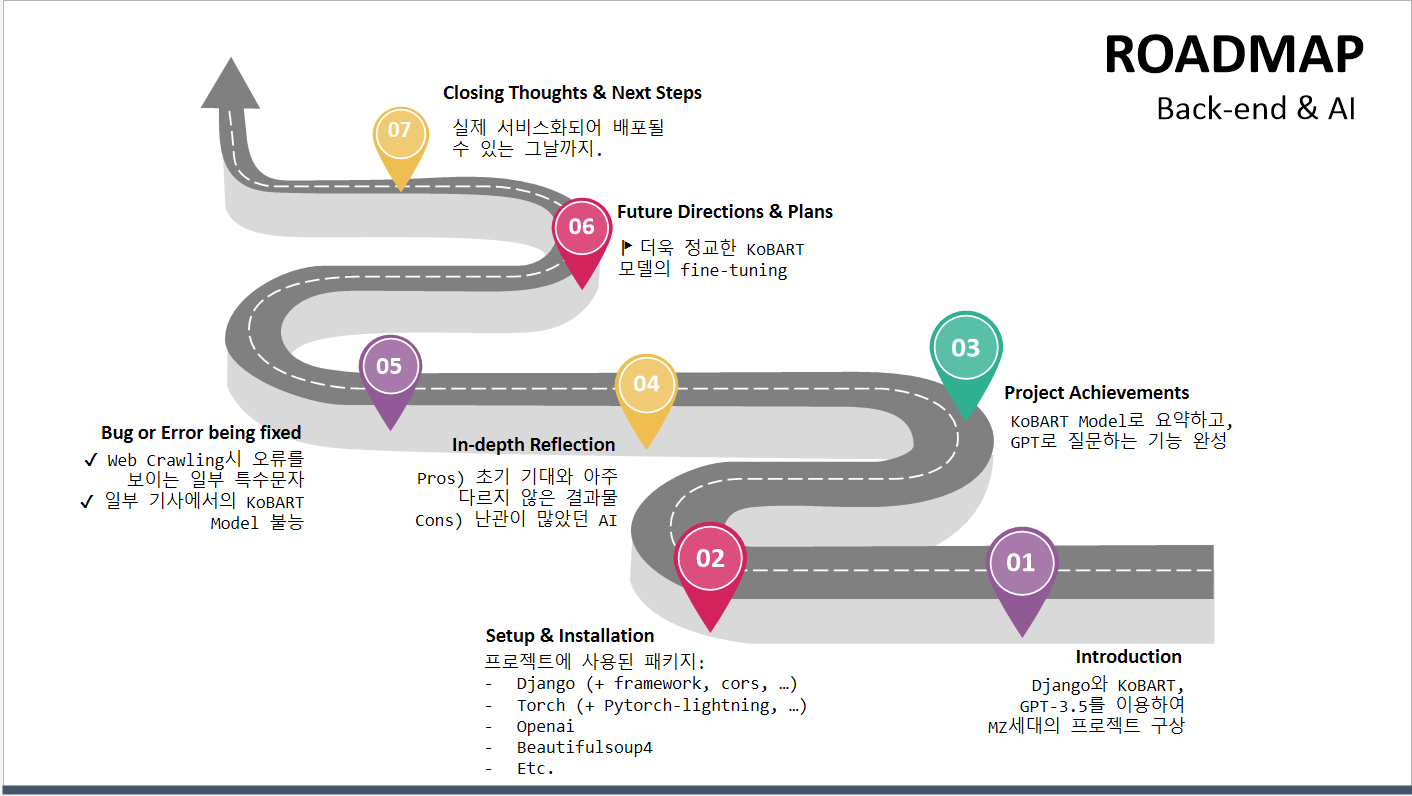 ROADMAP
Back-end & AI
07
Closing Thoughts & Next Steps
실제 서비스화되어 배포될
수 있는 그날까지.
06
Future Directions & Plans
더욱 정교한 KoBART
모델의 fine-tuning
05
Bug or Error being fixed
✓ Web Crawling시 오류를
보이는 일부 특수문자
✓ 일부 기사에서의 KoBART
Model 불능
04
In-depth Reflection
Pros) 초기 기대와 아주
다르지 않은 결과물
Cons) 난관이 많았던 AI
03
Project Achievements
KoBART Model로 요약하고,
GPT로 질문하는 기능 완성
02
Setup & Installation
프로젝트에 사용된 패키지:
- Django (+ framework, cors, …)
- Torch (+ Pytorch-lightning, …)
- Openai
- Beautifulsoup4
- Etc.
01
Introduction
Django와 KoBART,
GPT-3.5를 이용하여
MZ세대의 프로젝트 구상